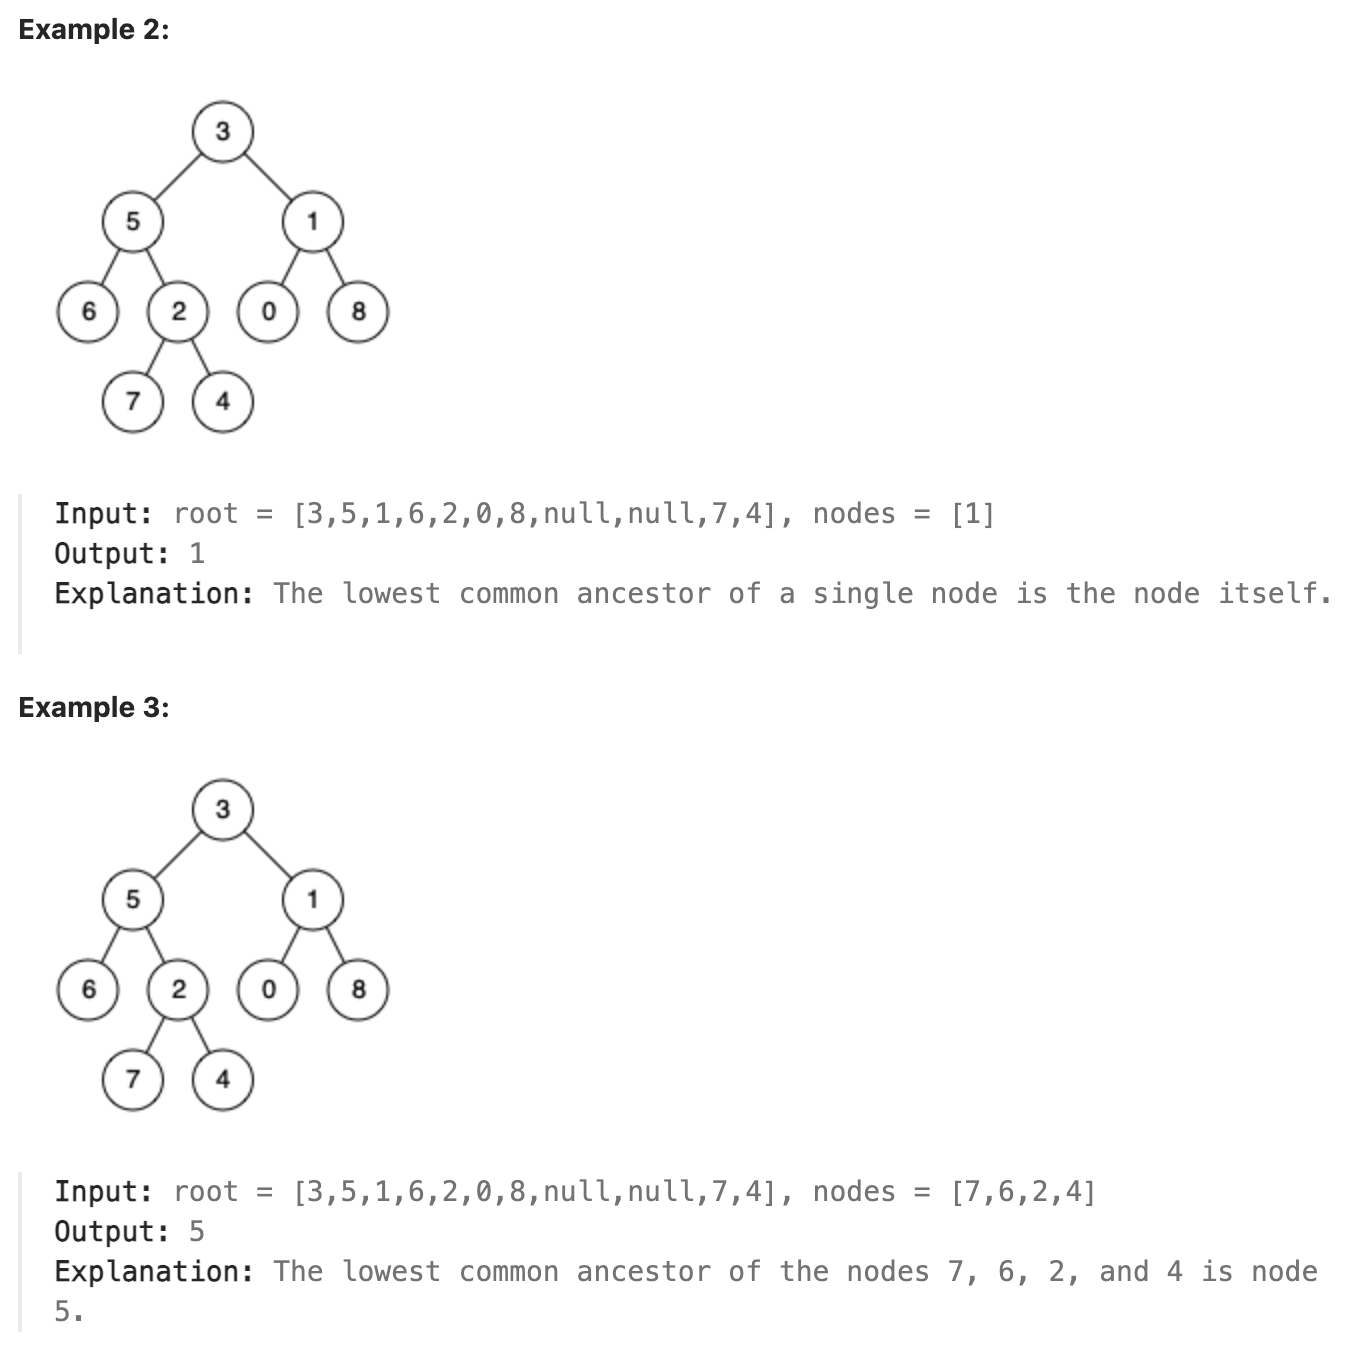 Example 2:
3
5 1
6 2 0 8
7 4
Input: root = [3,5,1,6,2,0,8,null,null,7,4], nodes = [1]
Output: 1
Explanation: The lowest common ancestor of a single node is the node itself.
Example 3:
3
5 1
6 2 0 8
7 4
Input: root = [3,5,1,6,2,0,8,null,null,7,4], nodes = [7,6,2,4]
Output: 5
Explanation: The lowest common ancestor of the nodes 7, 6, 2, and 4 is node
5.